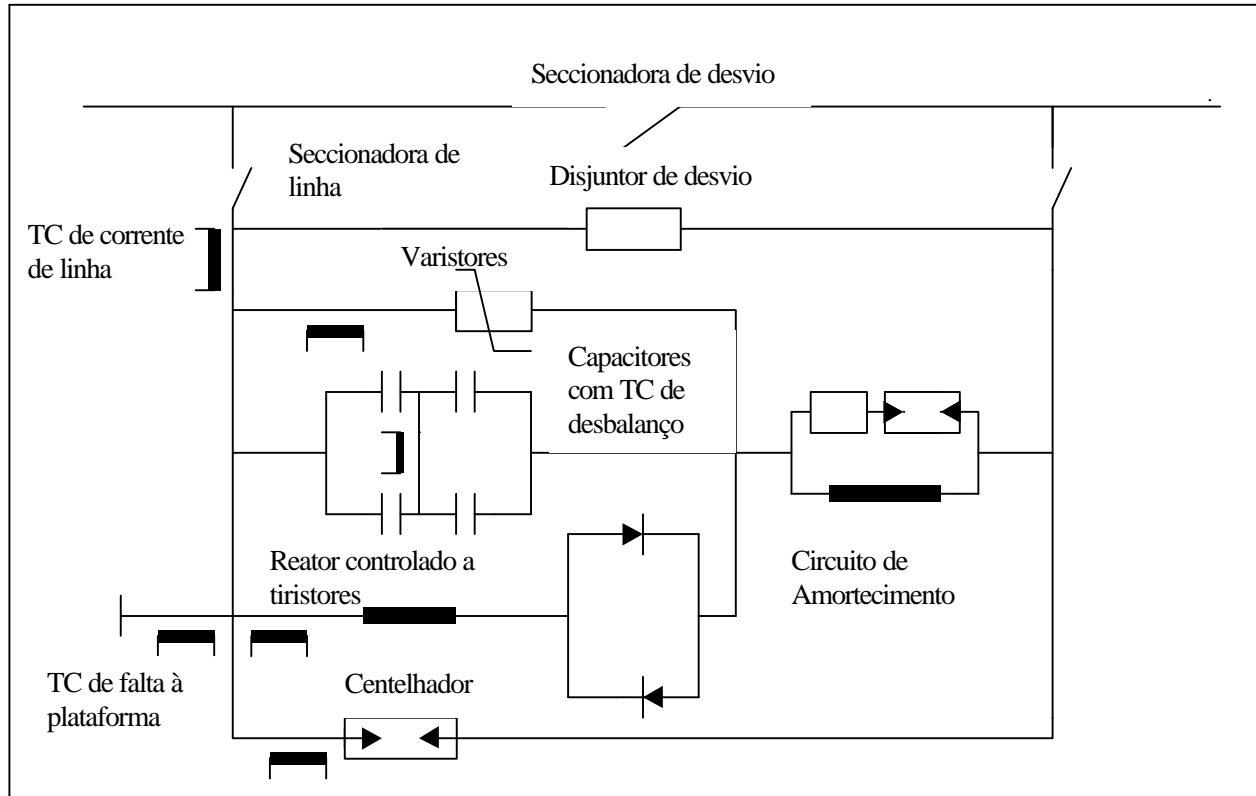 Seccionadora de desvio
Seccionadora de
linha
Disjuntor de desvio
TC de corrente
de linha
Varistores
Capacitores
com TC de
desbalanço
Reator controlado a
tiristores
Circuito de
Amortecimento
TC de falta à
plataforma
Centelhador